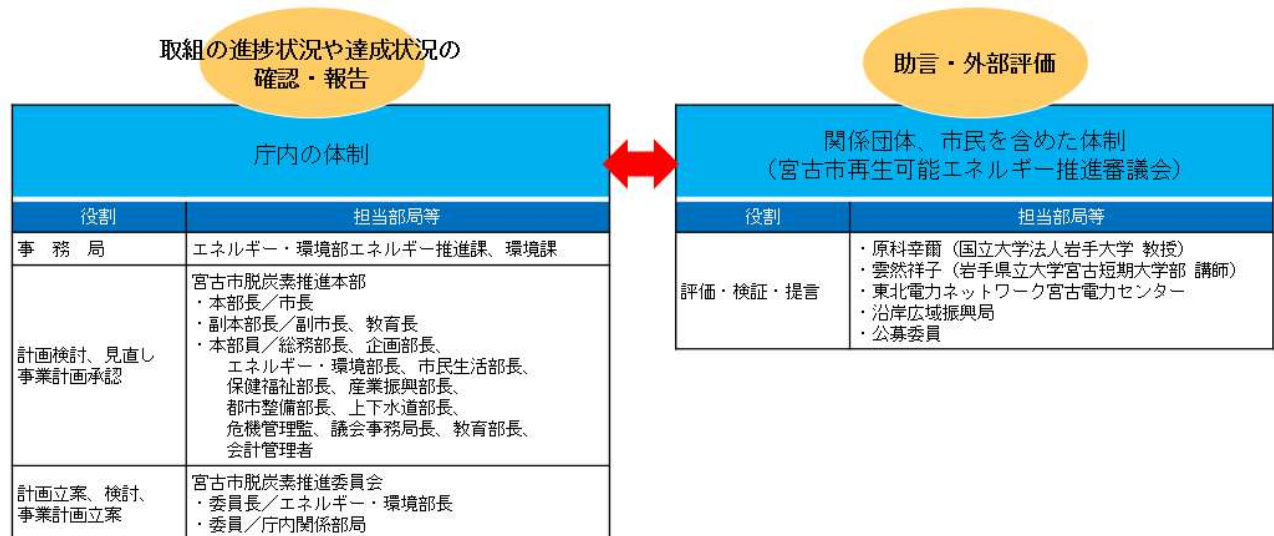 取組の進捗状況や達成状況の
確認・報告
庁内の体制
役割 担当部局等
事　務　局 エネルギー・環境部エネルギー推進課、環境課
計画検討、見直し
事業計画承認
宮古市脱炭素推進本部
・本部長／市長
・副本部長／副市長、教育長
・本部員／総務部長、企画部長、
エネルギー・環境部長、市民生活部長、
保健福祉部長、産業振興部長、
都市整備部長、上下水道部長、
危機管理監、議会事務局長、教育部長、
会計管理者
計画立案、検討、
事業計画立案
宮古市脱炭素推進委員会
・委員長／エネルギー・環境部長
・委員／庁内関係部局
助言・外部評価
関係団体、市民を含めた体制
（宮古市再生可能エネルギー推進審議会）
役割 担当部局等
評価・検証・提言
・原科幸爾（国立大学法人岩手大学 教授）
・雲然祥子（岩手県立大学宮古短期大学部 講師）
・東北電力ネットワーク宮古電力センター
・沿岸広域振興局
・公募委員